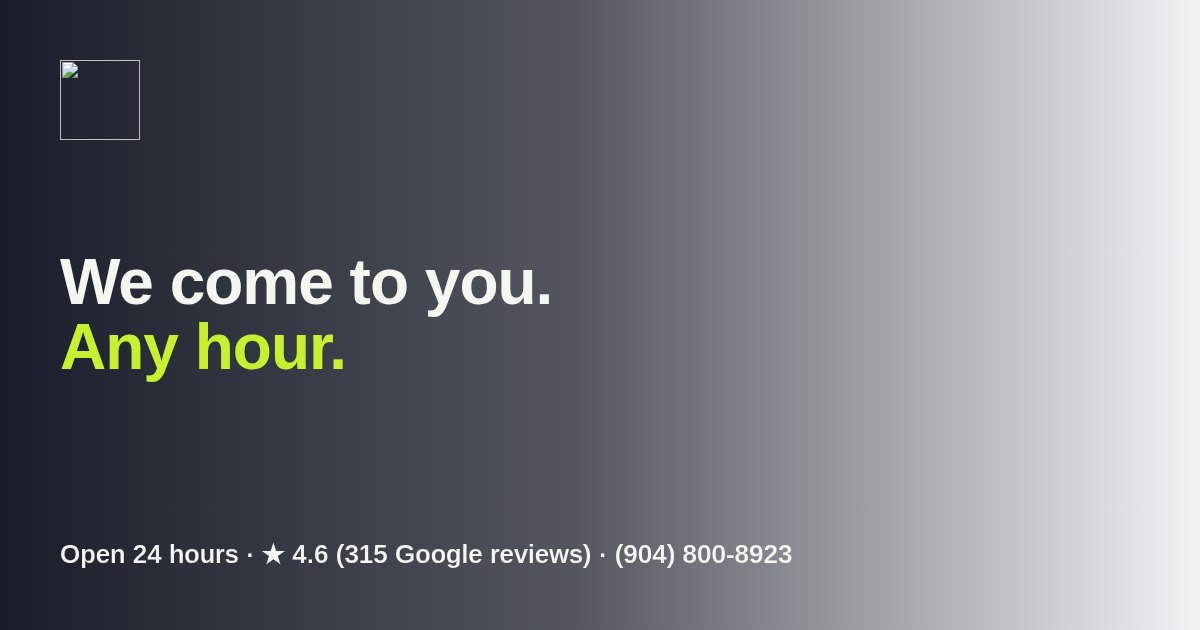 We come to you.
Any hour.
Open 24 hours · ★ 4.6 (315 Google reviews) · (904) 800-8923